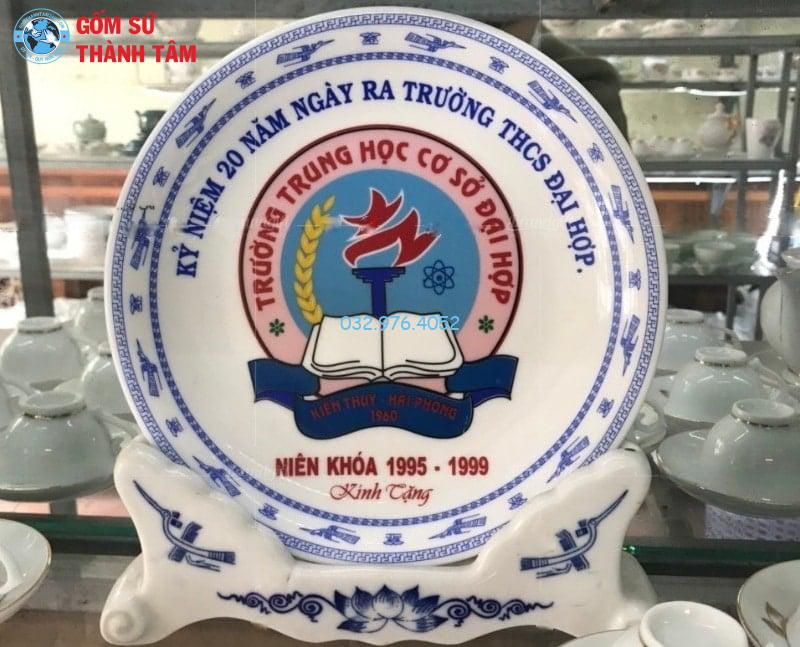 GỐM SỨ
THÀNH TÂM
KỶ NIỆM 20 NĂM NGÀY RA TRƯỜNG THCS ĐẠI HỢP.
TRƯỜNG TRUNG HỌC CƠ SỞ ĐẠI HỢP
032.976.4052
KIẾN THỤY - HẢI PHÒNG
1960
NIÊN KHÓA 1995 - 1999
Kính Tặng